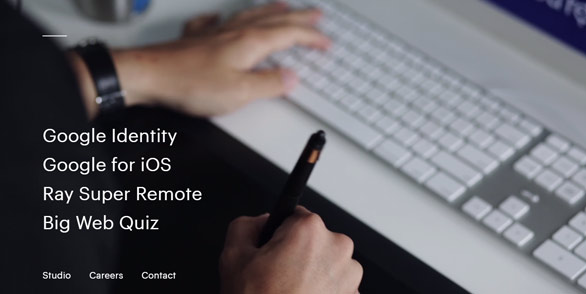 Google Identity
Google for iOS
Ray Super Remote
Big Web Quiz
Studio Careers Contact